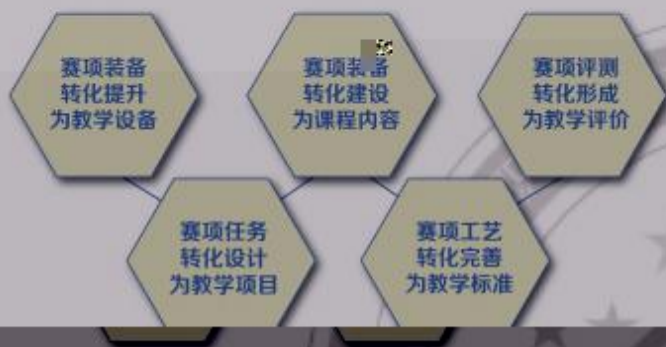 赛项装备
转化提升
为教学设备
赛项装备
转化建设
为课程内容
赛项评测
转化形成
为教学评价
赛项任务
转化设计
为教学项目
赛项工艺
转化完善
为教学标准